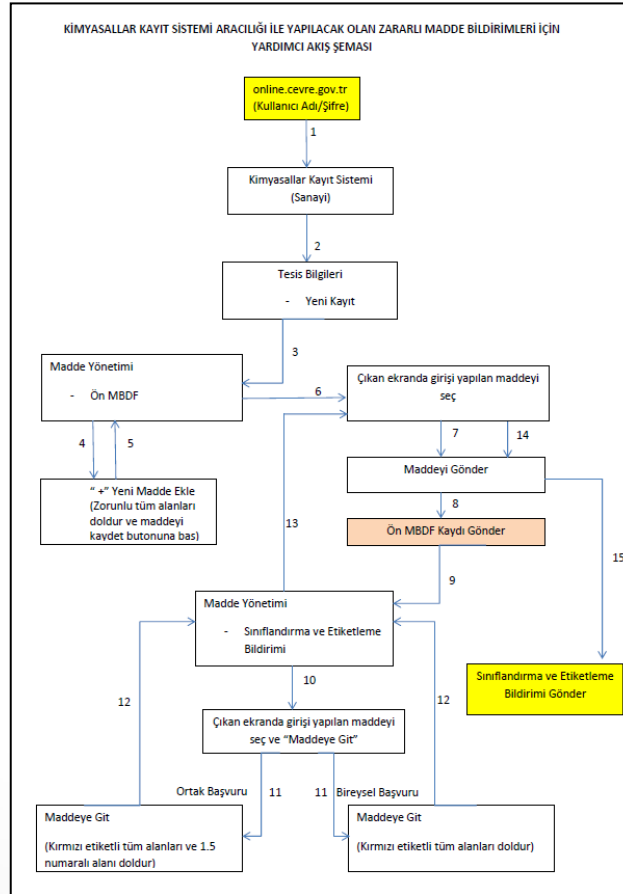 KİMYASALLAR KAYIT SİSTEMİ ARACILIĞI İLE YAPILACAK OLAN ZARARLI MADDE BİLDİRİMLERİ İÇİN
YARDIMCI AKIŞ ŞEMASI
online.cevre.gov.tr
(Kullanıcı Adı/Şifre)
1
Kimyasallar Kayıt Sistemi
(Sanayi)
2
Tesis Bilgileri
- Yeni Kayıt
3
Madde Yönetimi
- Ön MBDF
6
Çıkan ekranda girişi yapılan maddeyi
seç
4
5
7
14
" +" Yeni Madde Ekle
(Zorunlu tüm alanları
doldur ve maddeyi
kaydet butonuna bas)
Maddeyi Gönder
8
13
Ön MBDF Kaydı Gönder
15
9
Madde Yönetimi
- Sınıflandırma ve Etiketleme
Bildirimi
Sınıflandırma ve Etiketleme
Bildirimi Gönder
10
12
12
Çıkan ekranda girişi yapılan maddeyi
seç ve "Maddeye Git"
Ortak Başvuru
11
11
Bireysel Başvuru
Maddeye Git
(Kırmızı etiketli tüm alanları ve 1.5
numaralı alanı doldur)
Maddeye Git
(Kırmızı etiketli tüm alanları doldur)